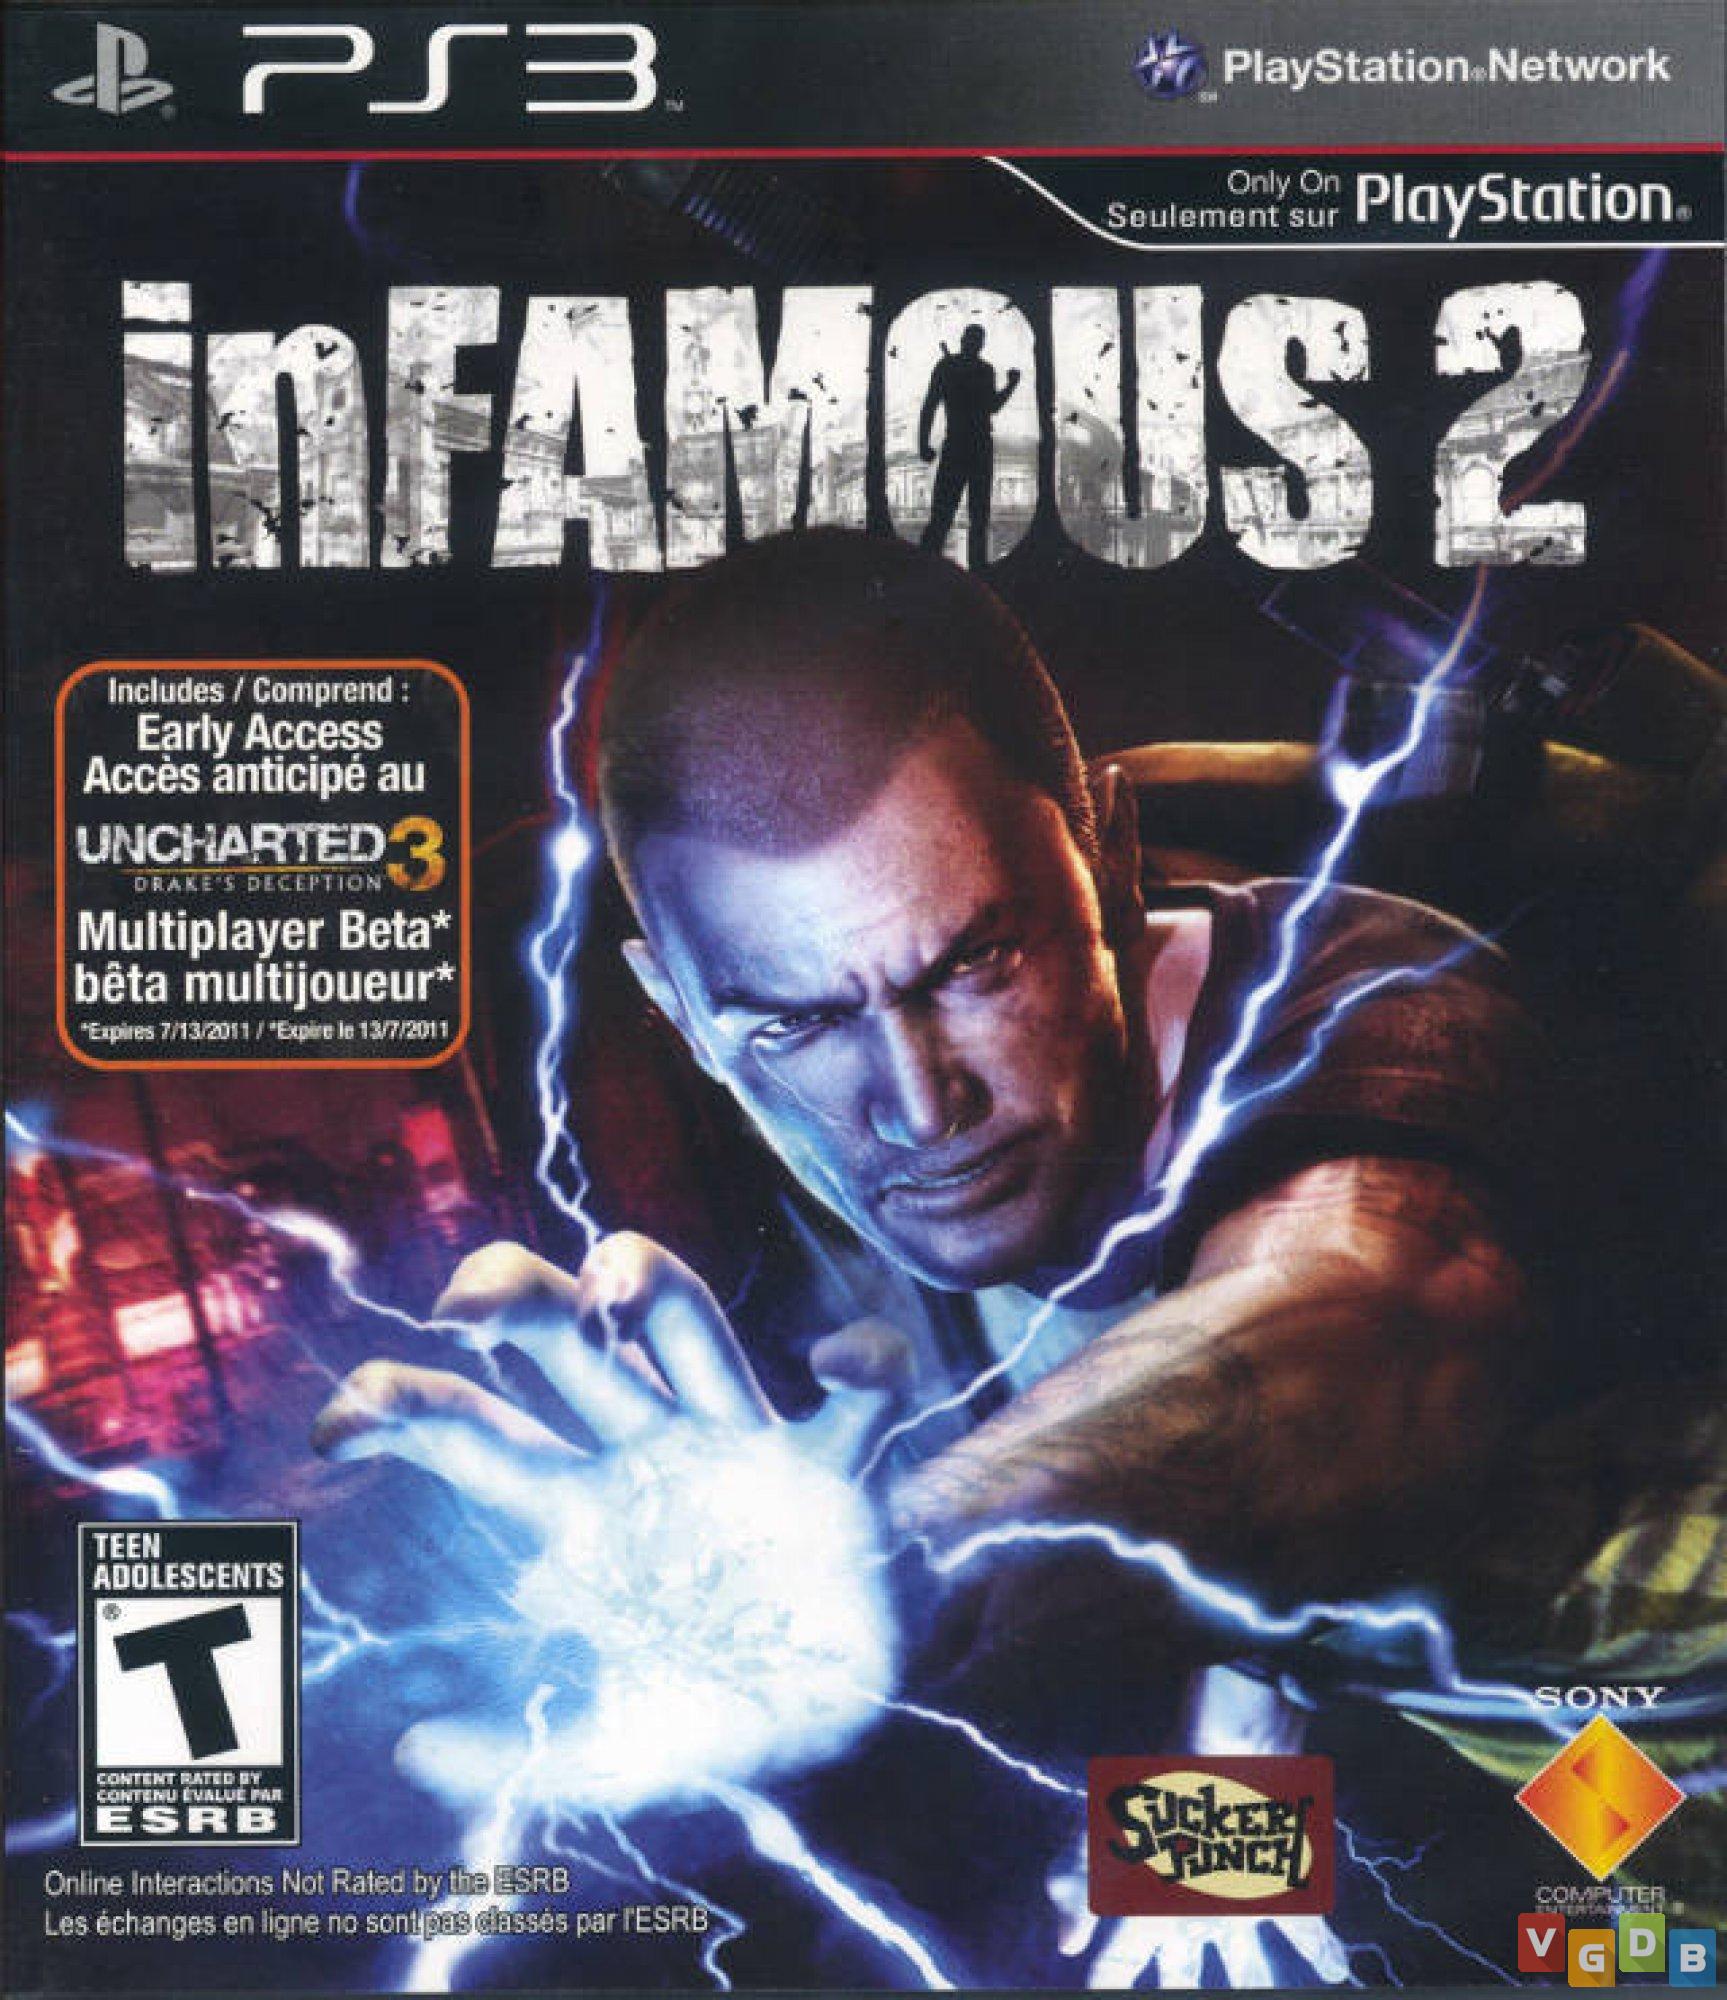 PS3™
PlayStation®Network
Only On
Seulement sur
PlayStation®
inFAMOUS 2
Includes / Comprend :
Early Access
Accès anticipé au
UNCHARTED 3
DRAKE'S DECEPTION
Multiplayer Beta*
bêta multijoueur*
*Expires 7/13/2011 / *Expire le 13/7/2011
TEEN
ADOLESCENTS
T
CONTENT RATED BY
CONTENU ÉVALUÉ PAR
ESRB
Online Interactions Not Rated by the ESRB
Les échanges en ligne no sont pas classés par l'ESRB
SUCKER
PUNCH
SONY
COMPUTER
ENTERTAINMENT®
VGDB